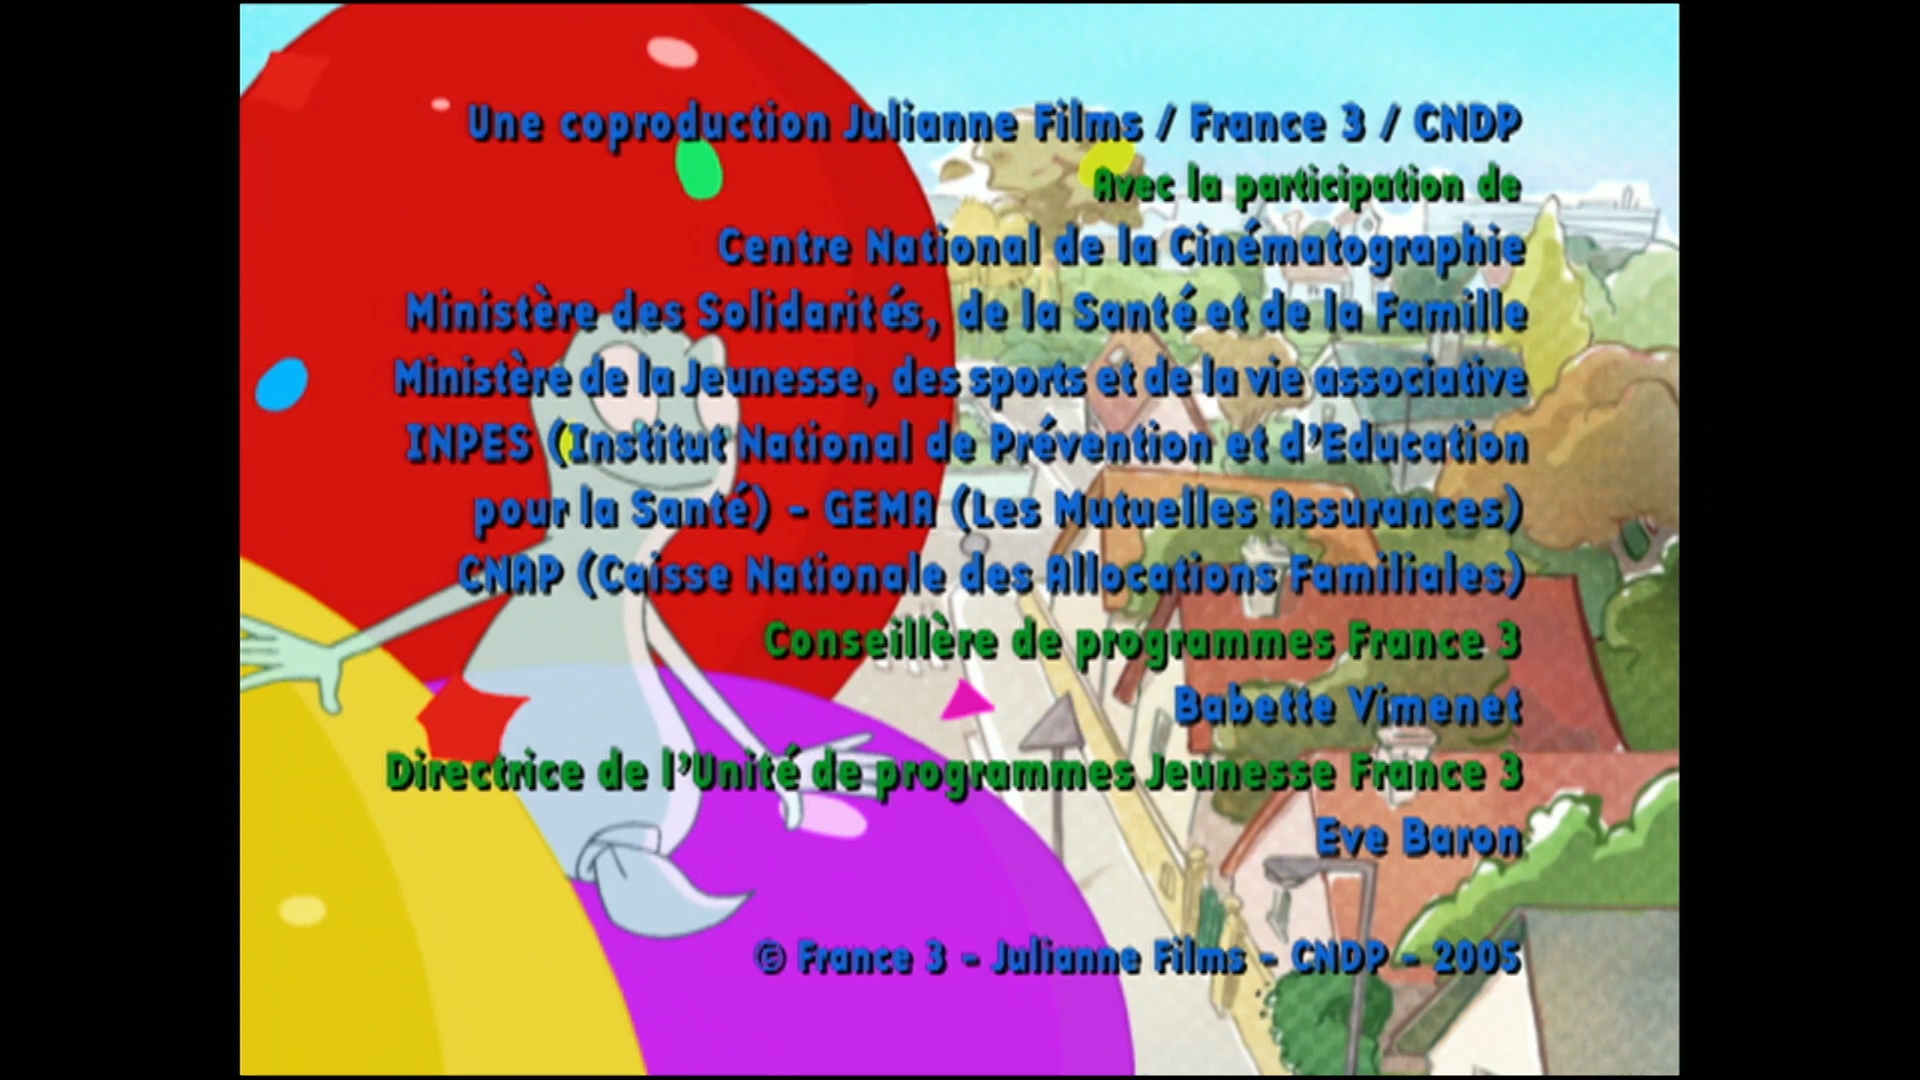 Une coproduction Julianne Films / France 3 / CNDP
Avec la participation de
Centre National de la Cinématographie
Ministère des Solidarités, de la Santé et de la Famille
Ministère de la Jeunesse, des sports et de la vie associative
INPES (Institut National de Prévention et d'Education
pour la Santé) - GEMA (Les Mutuelles Assurances)
CNAP (Caisse Nationale des Allocations Familiales)
Conseillère de programmes France 3
Babette Vimenet
Directrice de l'Unité de programmes Jeunesse France 3
Eve Baron
© France 3 - Julianne Films - CNDP - 2005